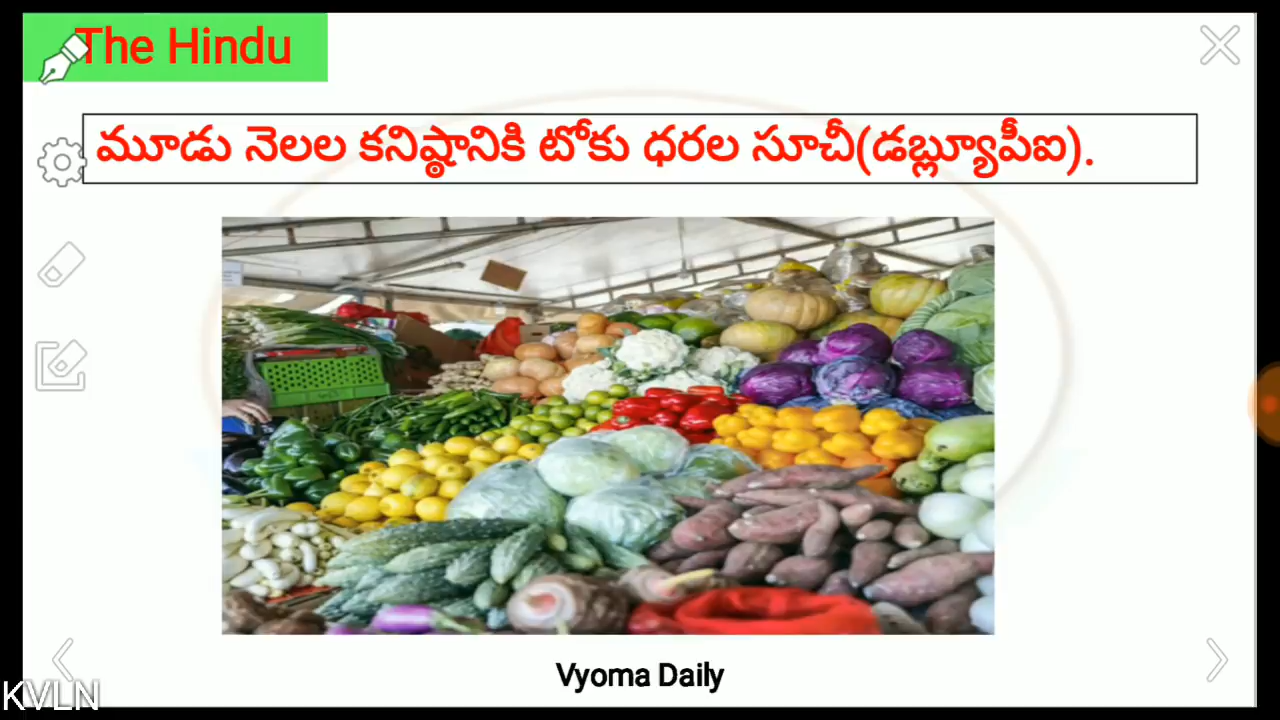 The Hindu
మూడు నెలల కనిష్ఠానికి టోకు ధరల సూచీ(డబ్ల్యూపీఐ).
Vyoma Daily
KVLN